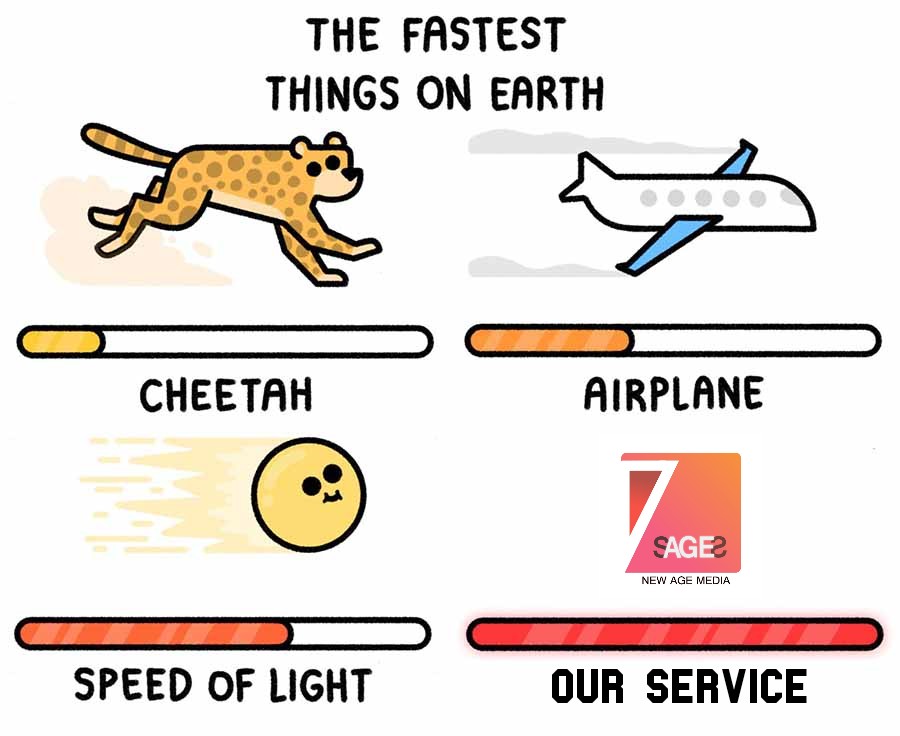 THE FASTEST
THINGS ON EARTH
CHEETAH
AIRPLANE
7
SAGES
NEW AGE MEDIA
SPEED OF LIGHT
OUR SERVICE